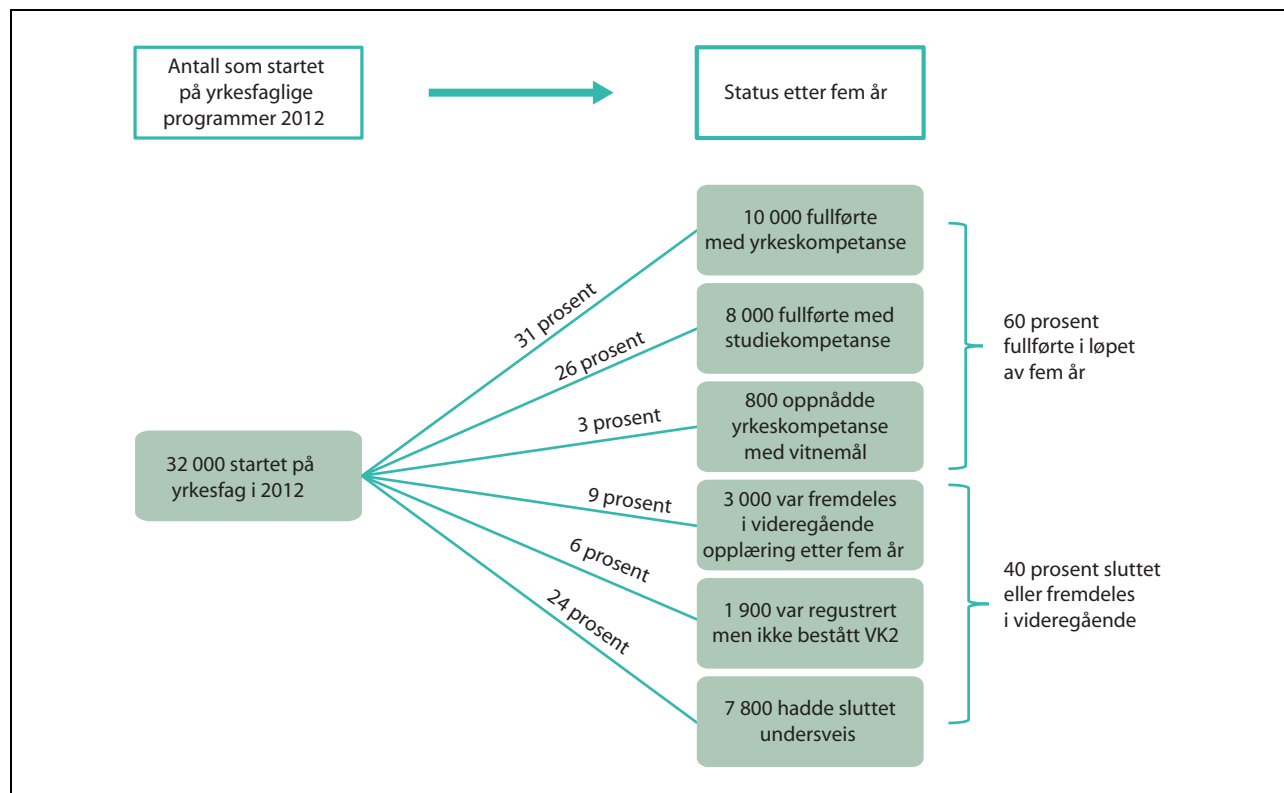 Antall som startet
på yrkesfaglige
programmer 2012
Status etter fem år
32 000 startet på
yrkesfag i 2012
31 prosent
26 prosent
3 prosent
9 prosent
6 prosent
24 prosent
10 000 fullførte
med yrkeskompetanse
8 000 fullførte med
studiekompetanse
800 oppnådde
yrkeskompetanse
med vitnemål
3 000 var fremdeles
i videregående
opplæring etter fem år
1 900 var regustrert
men ikke bestått VK2
7 800 hadde sluttet
undersveis
60 prosent
fullførte i løpet
av fem år
40 prosent sluttet
eller fremdeles
i videregående